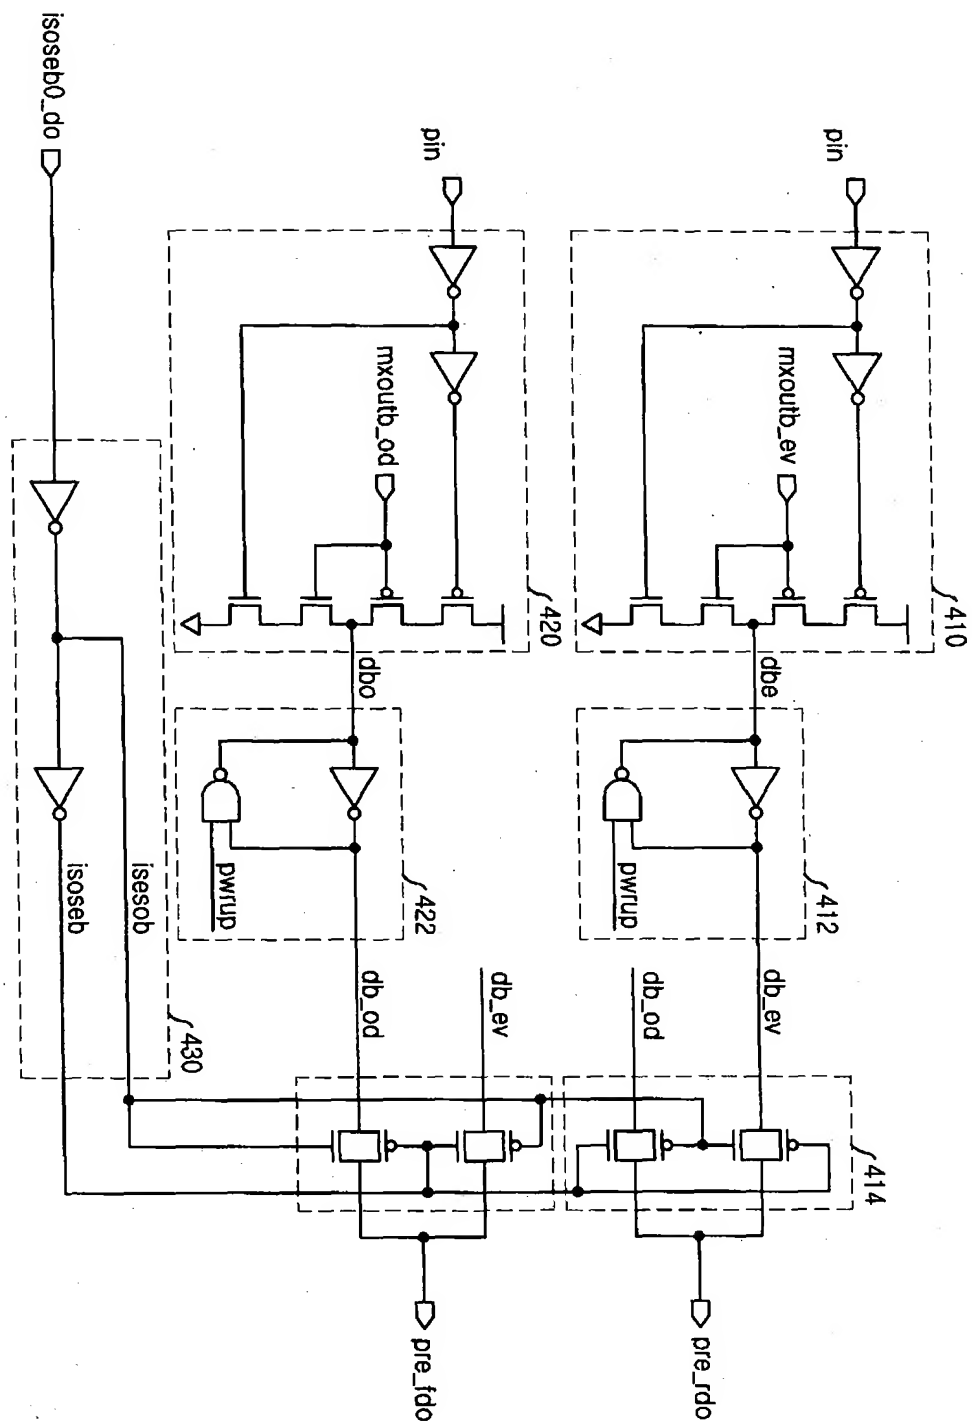 pin
mxoutb_ev
410
dbe
pwrup
412
db_ev
db_od
414
pre_rdo
pin
mxoutb_od
420
dbo
pwrup
422
db_ev
db_od
pre_fdo
isoseb0_do
isesob
isoseb
430